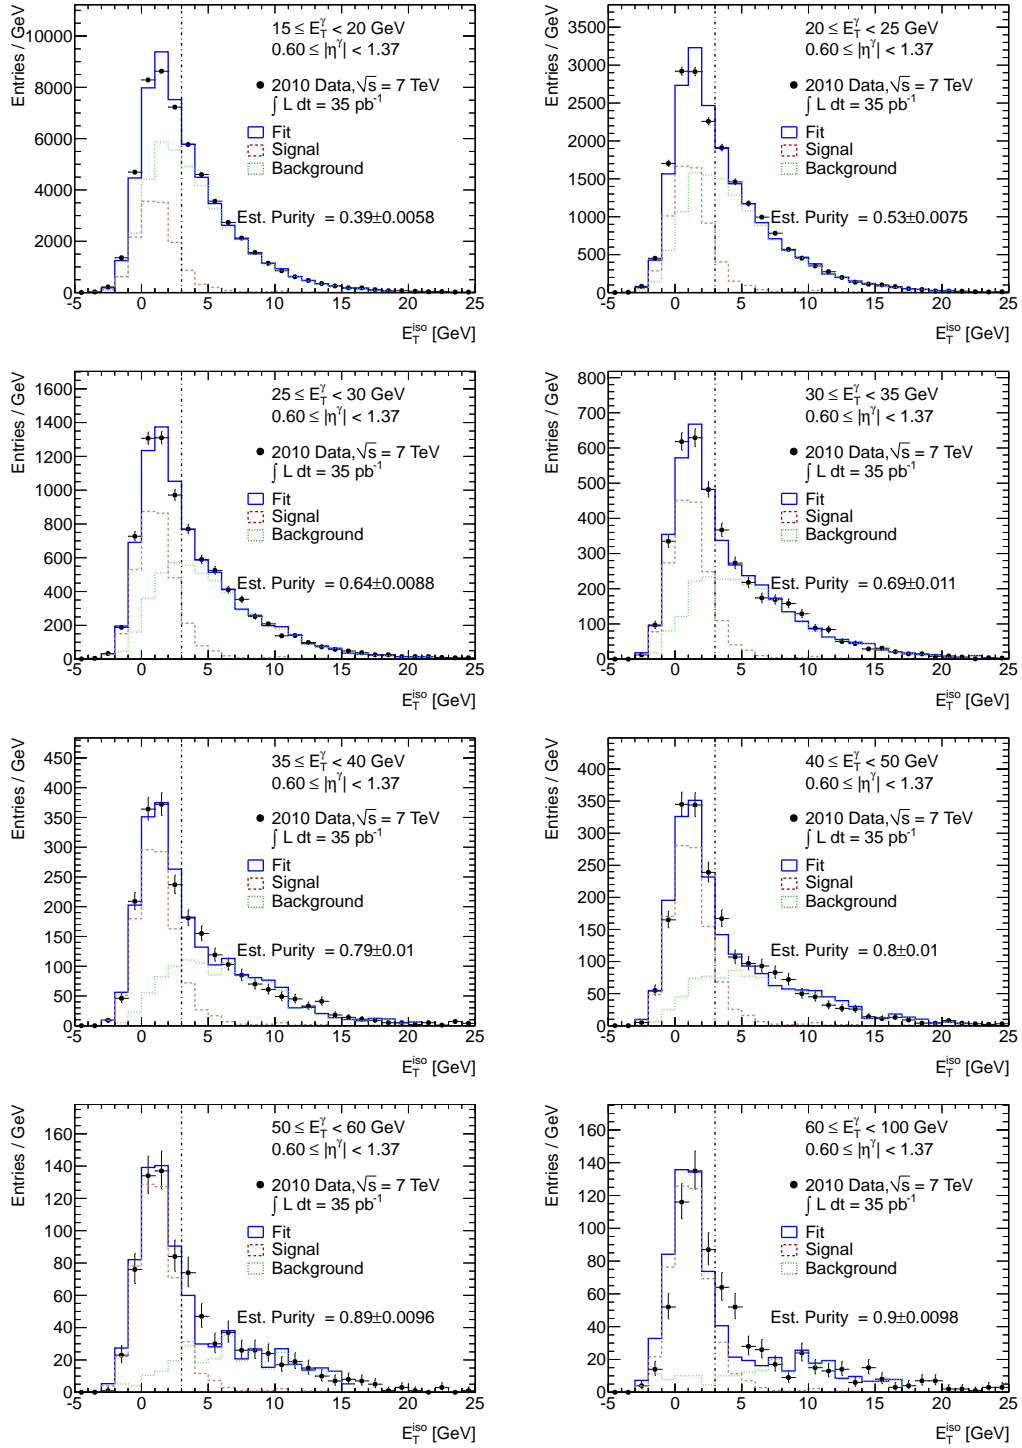 Entries / GeV
10000
8000
6000
4000
2000
0
15 ≤ E_T^γ < 20 GeV
0.60 ≤ |η^γ| < 1.37
2010 Data, √s = 7 TeV
∫ L dt = 35 pb⁻¹
Fit
Signal
Background
Est. Purity = 0.39±0.0058
-5 0 5 10 15 20 25
E_T^iso [GeV]
Entries / GeV
3500
3000
2500
2000
1500
1000
500
0
20 ≤ E_T^γ < 25 GeV
0.60 ≤ |η^γ| < 1.37
2010 Data, √s = 7 TeV
∫ L dt = 35 pb⁻¹
Fit
Signal
Background
Est. Purity = 0.53±0.0075
-5 0 5 10 15 20 25
E_T^iso [GeV]
Entries / GeV
1600
1400
1200
1000
800
600
400
200
0
25 ≤ E_T^γ < 30 GeV
0.60 ≤ |η^γ| < 1.37
2010 Data, √s = 7 TeV
∫ L dt = 35 pb⁻¹
Fit
Signal
Background
Est. Purity = 0.64±0.0088
-5 0 5 10 15 20 25
E_T^iso [GeV]
Entries / GeV
800
700
600
500
400
300
200
100
0
30 ≤ E_T^γ < 35 GeV
0.60 ≤ |η^γ| < 1.37
2010 Data, √s = 7 TeV
∫ L dt = 35 pb⁻¹
Fit
Signal
Background
Est. Purity = 0.69±0.011
-5 0 5 10 15 20 25
E_T^iso [GeV]
Entries / GeV
450
400
350
300
250
200
150
100
50
0
35 ≤ E_T^γ < 40 GeV
0.60 ≤ |η^γ| < 1.37
2010 Data, √s = 7 TeV
∫ L dt = 35 pb⁻¹
Fit
Signal
Background
Est. Purity = 0.79±0.01
-5 0 5 10 15 20 25
E_T^iso [GeV]
Entries / GeV
400
350
300
250
200
150
100
50
0
40 ≤ E_T^γ < 50 GeV
0.60 ≤ |η^γ| < 1.37
2010 Data, √s = 7 TeV
∫ L dt = 35 pb⁻¹
Fit
Signal
Background
Est. Purity = 0.8±0.01
-5 0 5 10 15 20 25
E_T^iso [GeV]
Entries / GeV
160
140
120
100
80
60
40
20
0
50 ≤ E_T^γ < 60 GeV
0.60 ≤ |η^γ| < 1.37
2010 Data, √s = 7 TeV
∫ L dt = 35 pb⁻¹
Fit
Signal
Background
Est. Purity = 0.89±0.0096
-5 0 5 10 15 20 25
E_T^iso [GeV]
Entries / GeV
160
140
120
100
80
60
40
20
0
60 ≤ E_T^γ < 100 GeV
0.60 ≤ |η^γ| < 1.37
2010 Data, √s = 7 TeV
∫ L dt = 35 pb⁻¹
Fit
Signal
Background
Est. Purity = 0.9±0.0098
-5 0 5 10 15 20 25
E_T^iso [GeV]